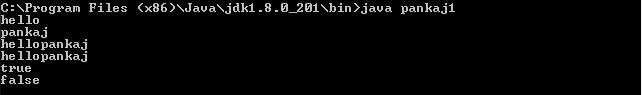 C:\Program Files (x86)\Java\jdk1.8.0_201\bin>java pankaj1
hello
pankaj
hellopankaj
hellopankaj
true
false